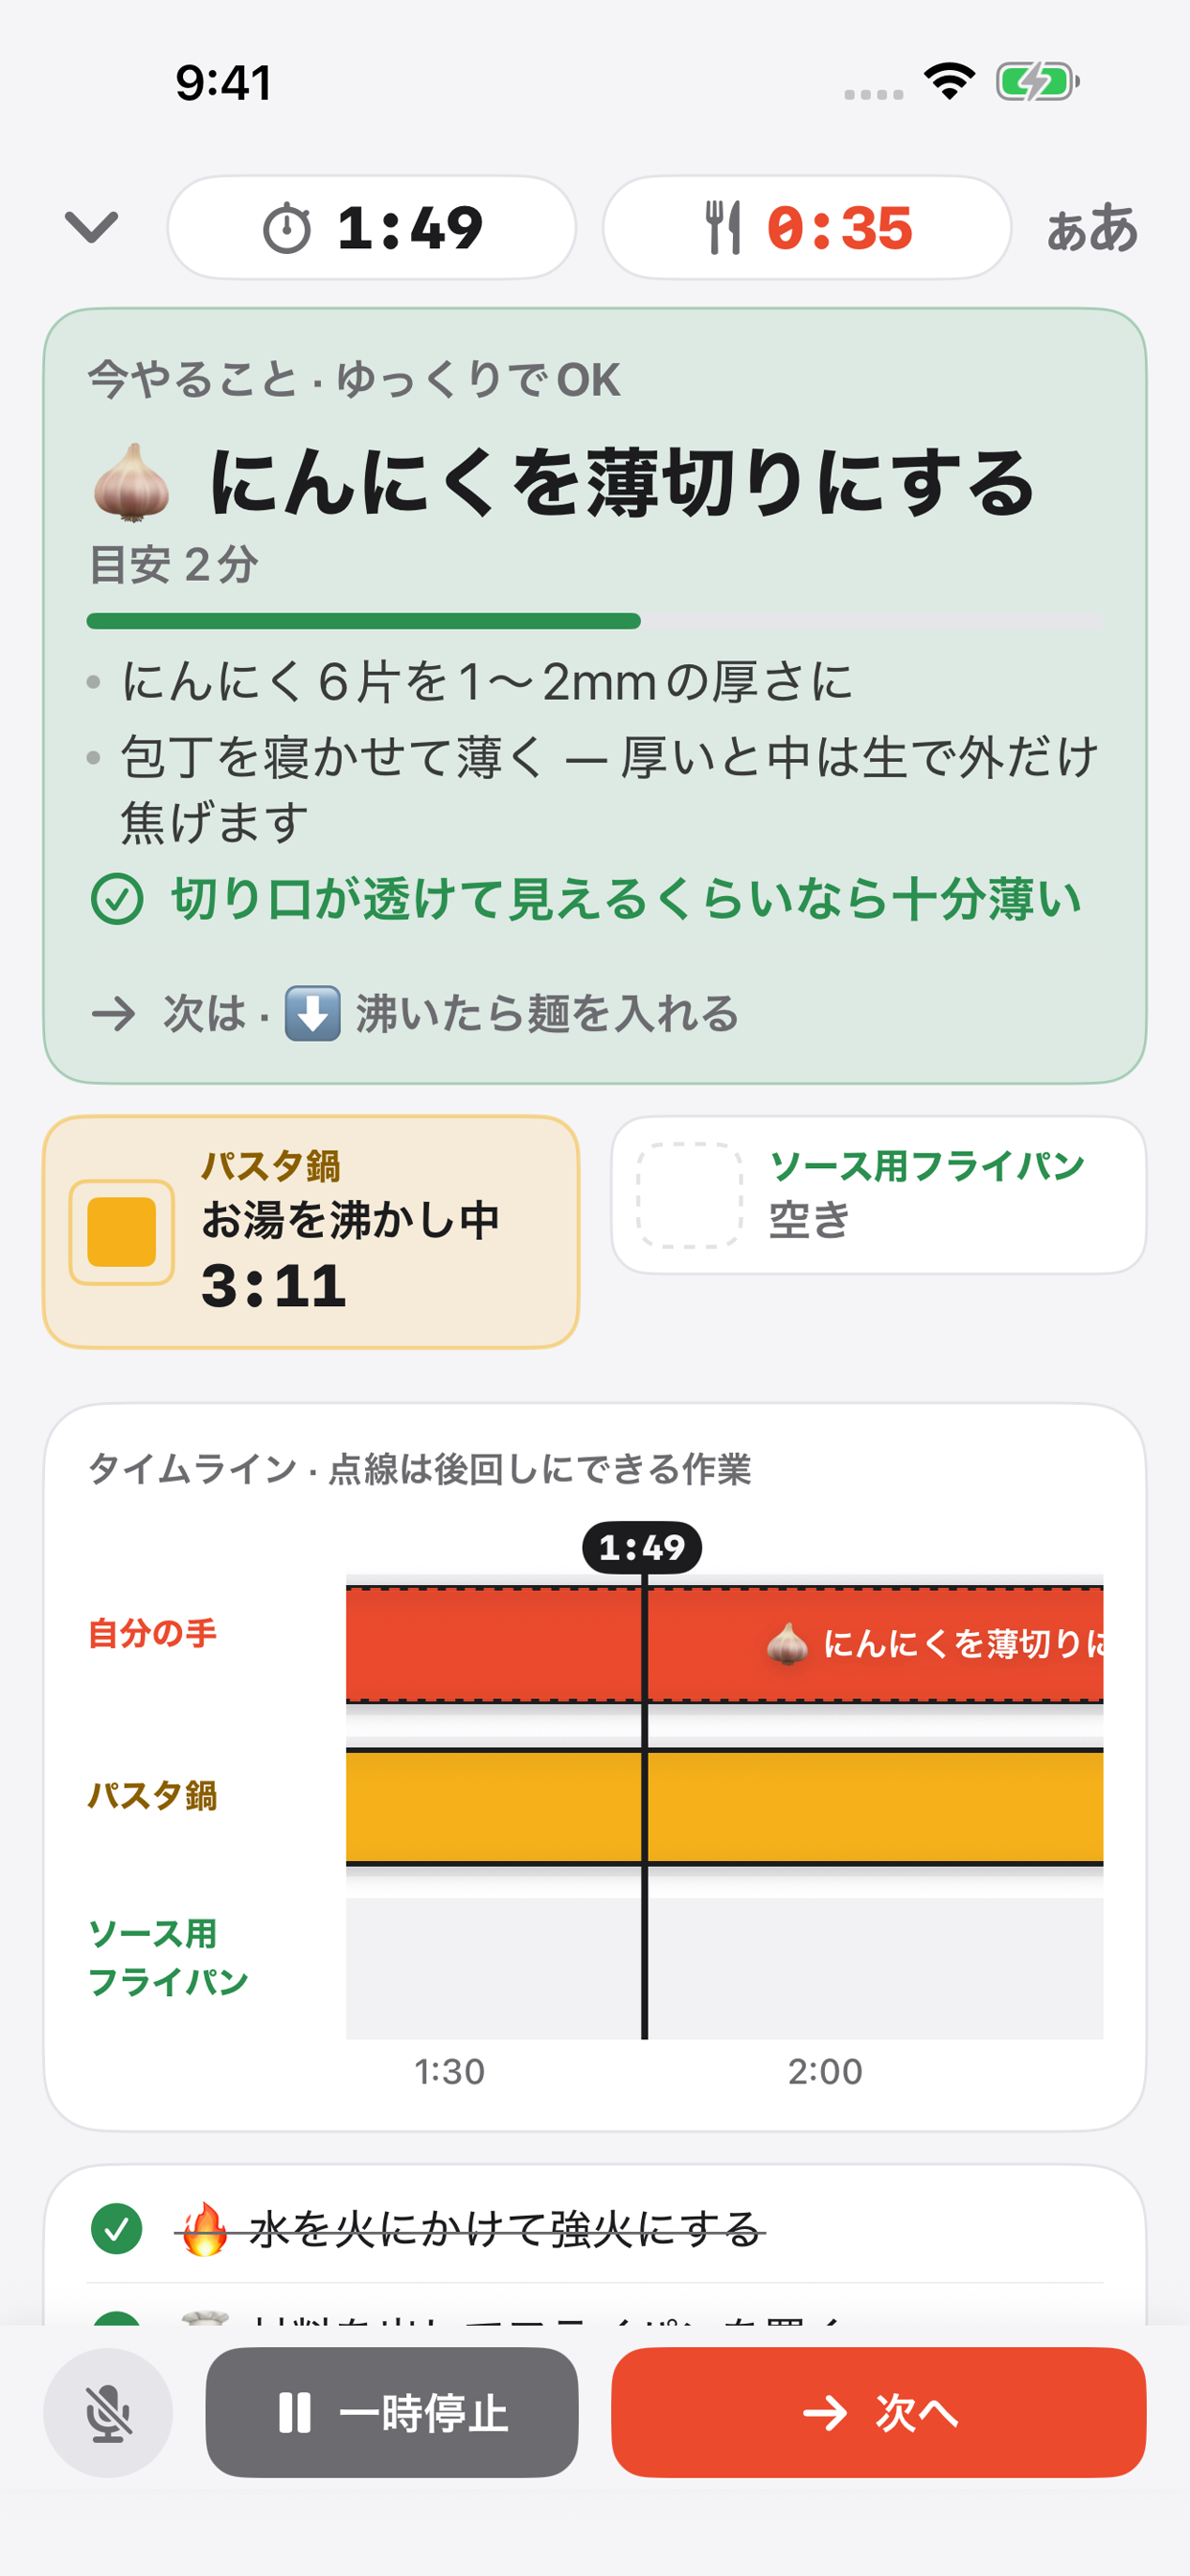 9:41
1:49
0:35
ああ
今やること · ゆっくりでOK
にんにくを薄切りにする
目安 2分
にんにく6片を1〜2mmの厚さに
包丁を寝かせて薄く — 厚いと中は生で外だけ
焦げます
切り口が透けて見えるくらいなら十分薄い
次は · 沸いたら麺を入れる
パスタ鍋
お湯を沸かし中
3:11
ソース用フライパン
空き
タイムライン · 点線は後回しにできる作業
1:49
自分の手
にんにくを薄切りに
パスタ鍋
ソース用
フライパン
1:30
2:00
水を火にかけて強火にする
一時停止
次へ